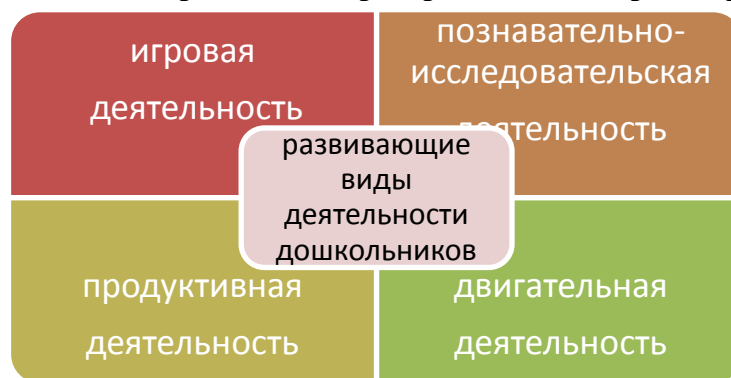 игровая
деятельность
познавательно-
исследовательская
деятельность
развивающие
виды
деятельности
дошкольников
продуктивная
деятельность
двигательная
деятельность